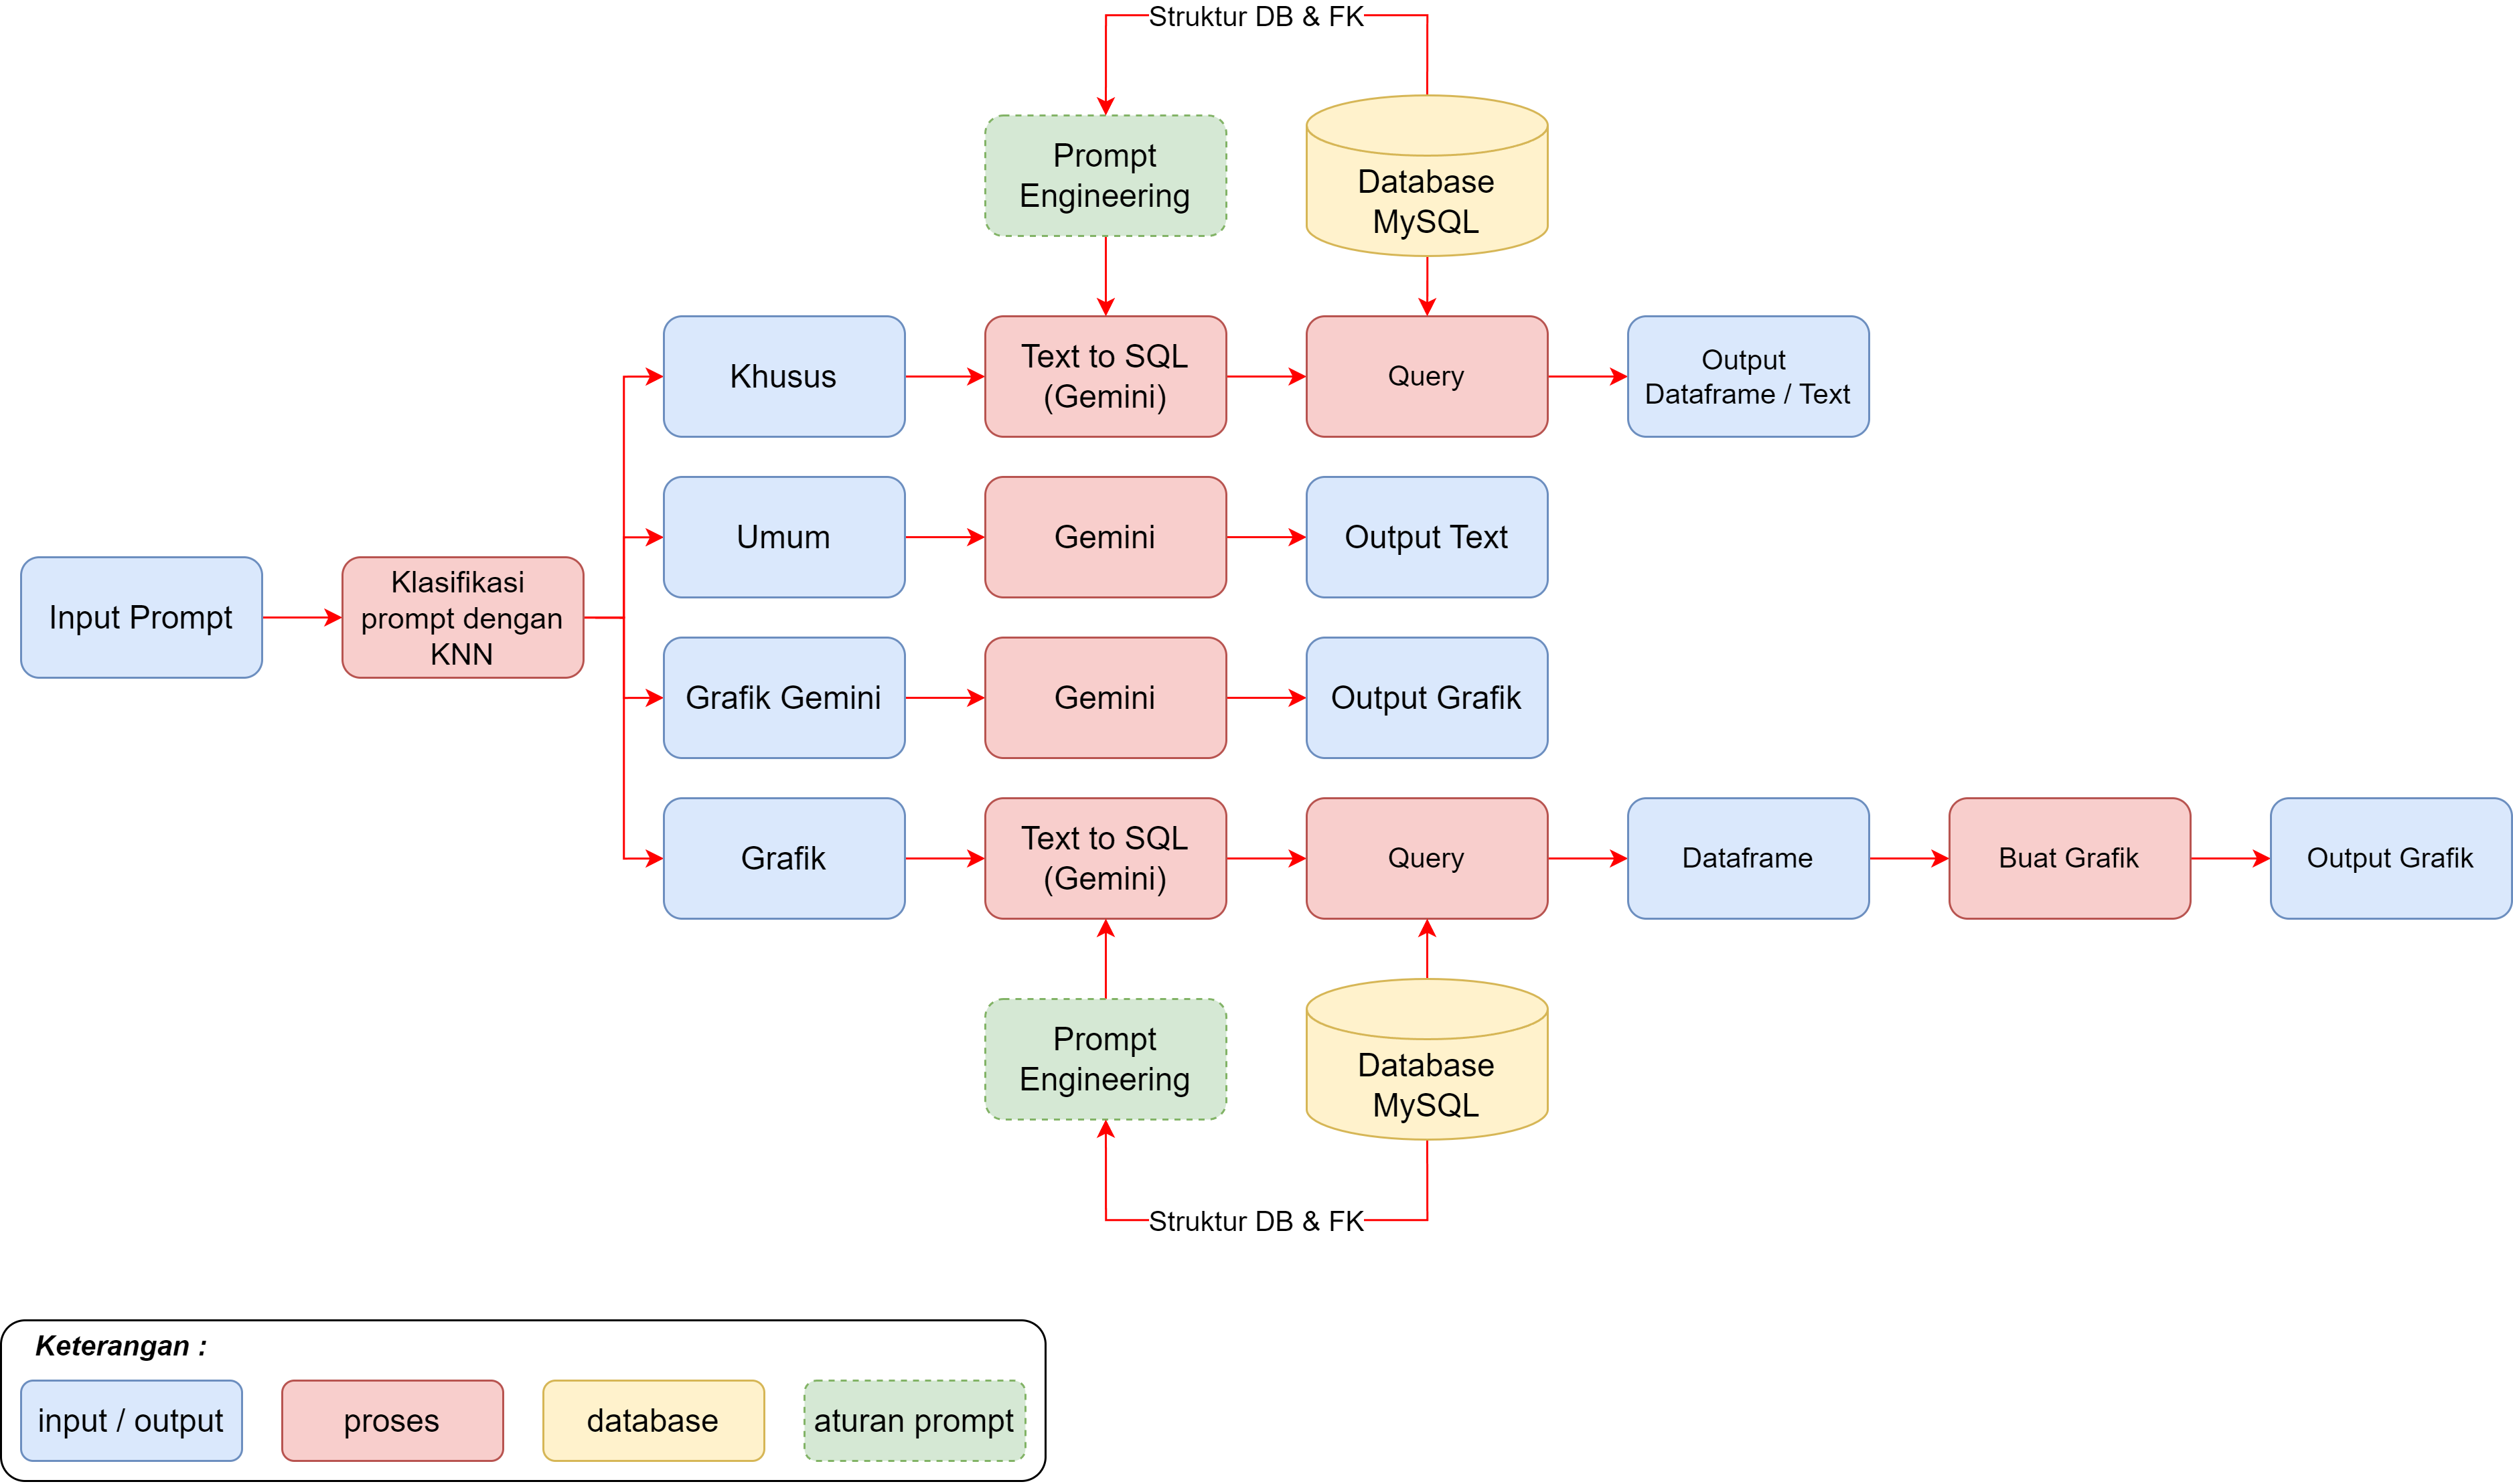 Struktur DB & FK
Prompt
Engineering
Database
MySQL
Khusus
Text to SQL
(Gemini)
Query
Output
Dataframe / Text
Umum
Gemini
Output Text
Input Prompt
Klasifikasi
prompt dengan
KNN
Grafik Gemini
Gemini
Output Grafik
Grafik
Text to SQL
(Gemini)
Query
Dataframe
Buat Grafik
Output Grafik
Prompt
Engineering
Database
MySQL
Struktur DB & FK
Keterangan :
input / output
proses
database
aturan prompt